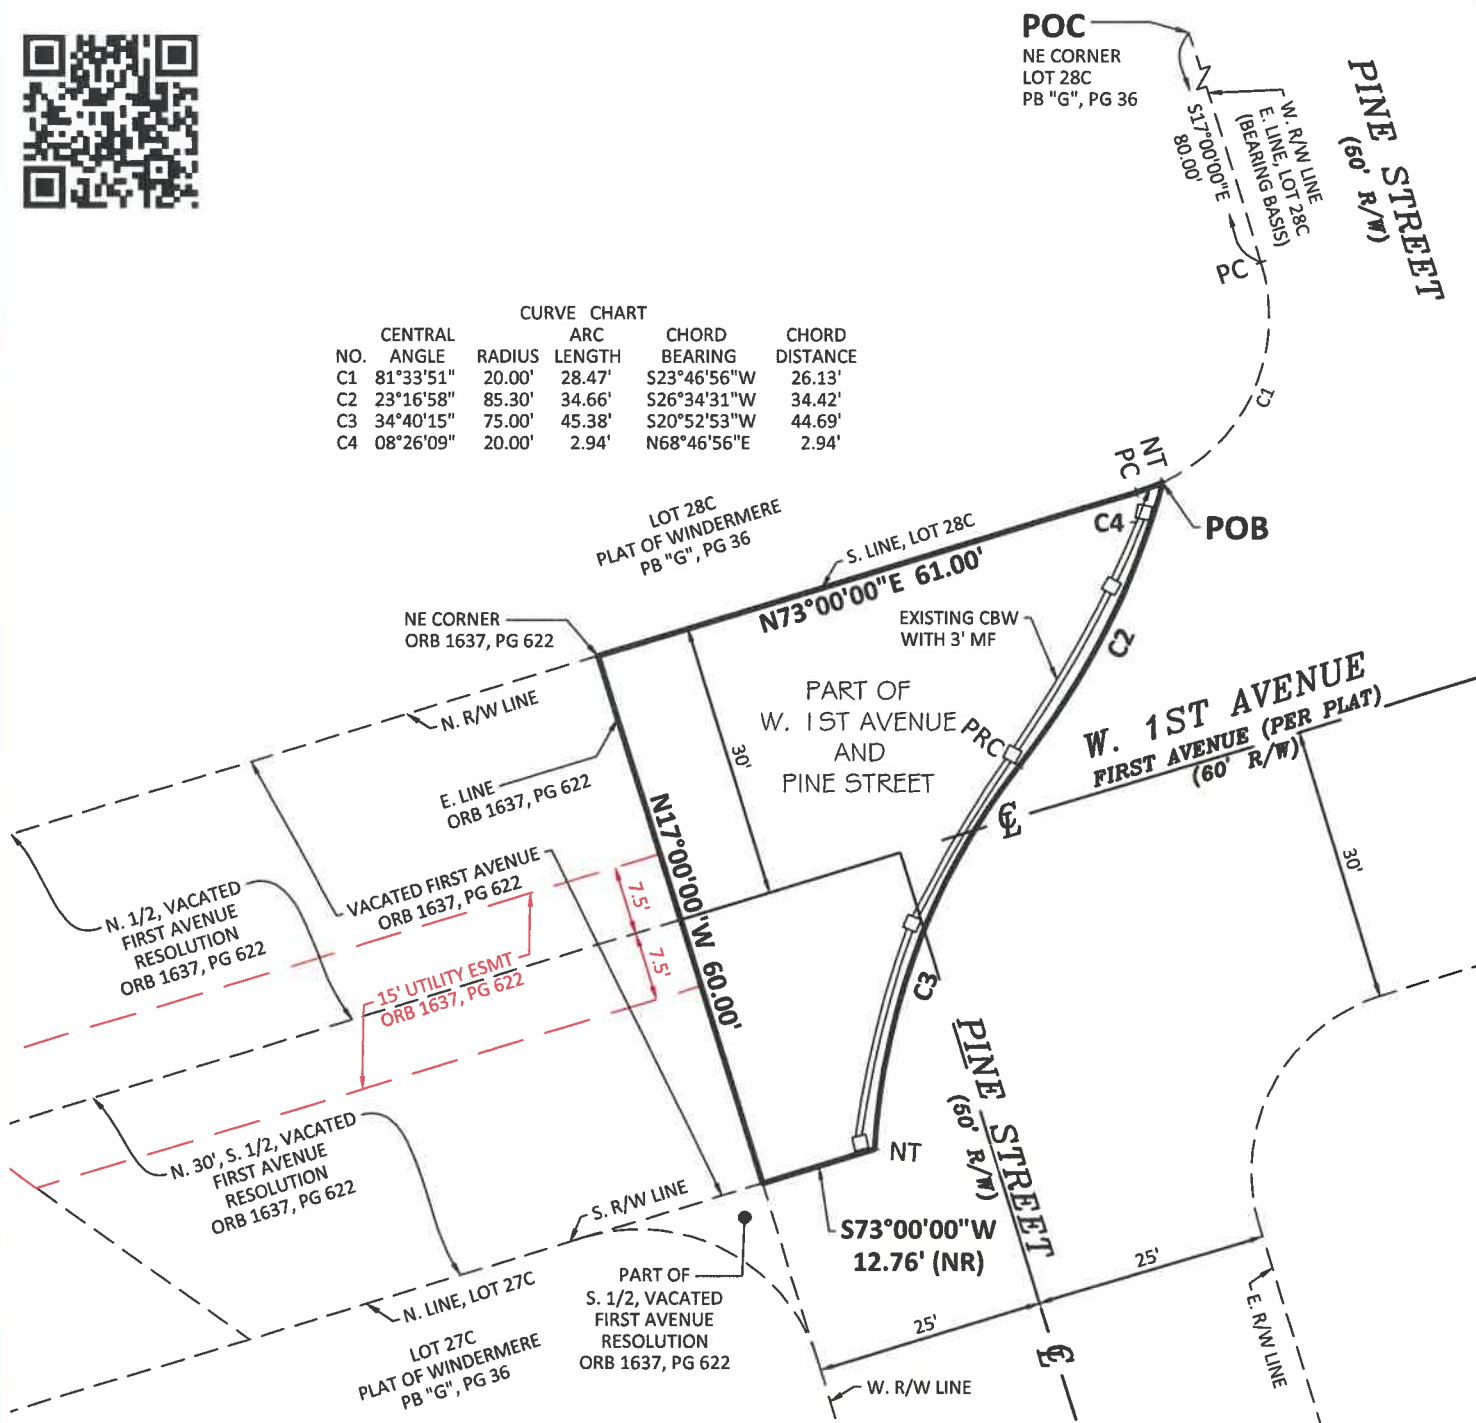 POC
NE CORNER
LOT 28C
PB "G", PG 36
W. R/W LINE
E. LINE, LOT 28C
(BEARING BASIS)
S17°00'00"E
80.00'
PINE STREET
(50' R/W)
PC
C1
CURVE CHART
NO. CENTRAL ANGLE RADIUS ARC LENGTH CHORD BEARING CHORD DISTANCE
C1 81°33'51" 20.00' 28.47' S23°46'56"W 26.13'
C2 23°16'58" 85.30' 34.66' S26°34'31"W 34.42'
C3 34°40'15" 75.00' 45.38' S20°52'53"W 44.69'
C4 08°26'09" 20.00' 2.94' N68°46'56"E 2.94'
NT
PC
C4
POB
LOT 28C
PLAT OF WINDERMERE
PB "G", PG 36
S. LINE, LOT 28C
N73°00'00"E 61.00'
NE CORNER
ORB 1637, PG 622
EXISTING CBW
WITH 3' MF
C2
N. R/W LINE
PART OF
W. 1ST AVENUE
AND
PINE STREET
PRC
30'
W. 1ST AVENUE
FIRST AVENUE (PER PLAT)
(60' R/W)
E. LINE
ORB 1637, PG 622
N17°00'00"W 60.00'
CL
30'
VACATED FIRST AVENUE
ORB 1637, PG 622
7.5'
7.5'
N. 1/2, VACATED
FIRST AVENUE
RESOLUTION
ORB 1637, PG 622
15' UTILITY ESMT
ORB 1637, PG 622
C3
N. 30', S. 1/2, VACATED
FIRST AVENUE
RESOLUTION
ORB 1637, PG 622
NT
PINE STREET
(50' R/W)
S. R/W LINE
S73°00'00"W
12.76' (NR)
N. LINE, LOT 27C
PART OF
S. 1/2, VACATED
FIRST AVENUE
RESOLUTION
ORB 1637, PG 622
LOT 27C
PLAT OF WINDERMERE
PB "G", PG 36
25'
25'
CL
W. R/W LINE
E. R/W LINE